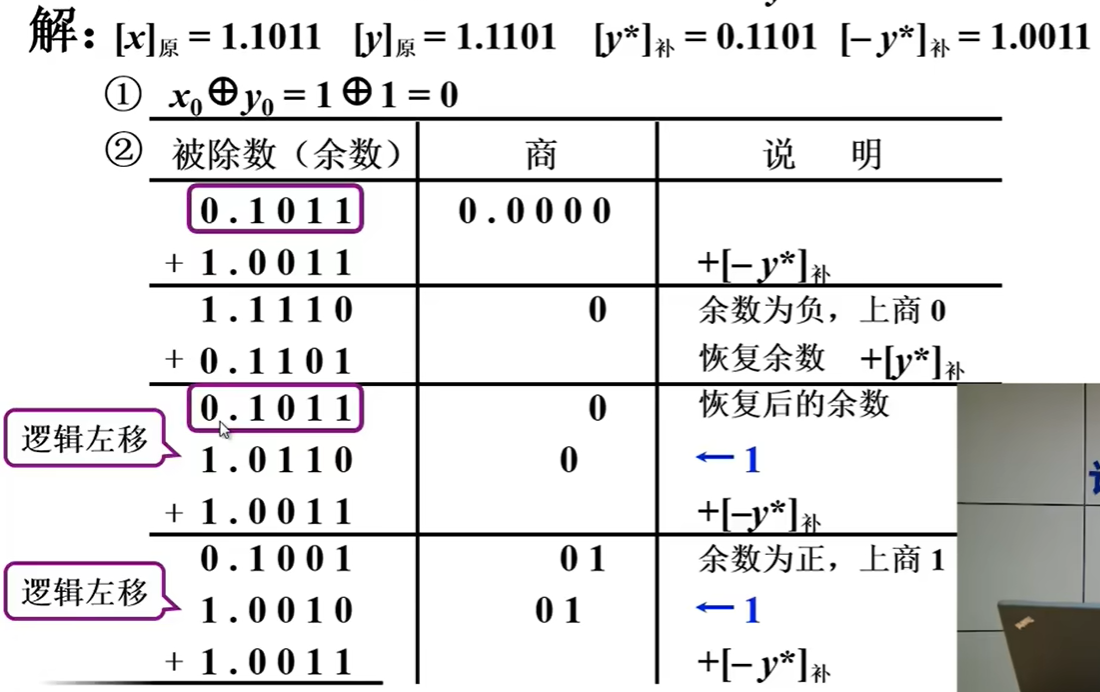 解：[x]原 = 1.1011 [y]原 = 1.1101 [y*]补 = 0.1101 [– y*]补 = 1.0011
① x0⊕y0 = 1⊕1 = 0
② 被除数（余数） 商 说 明
0.1011 0.0000
+ 1.0011 +[– y*]补
1.1110 0 余数为负，上商 0
+ 0.1101 恢复余数 +[y*]补
0.1011 0 恢复后的余数
逻辑左移
1.0110 0 ← 1
+ 1.0011 +[–y*]补
0.1001 01 余数为正，上商 1
逻辑左移
1.0010 01 ← 1
+ 1.0011 +[– y*]补